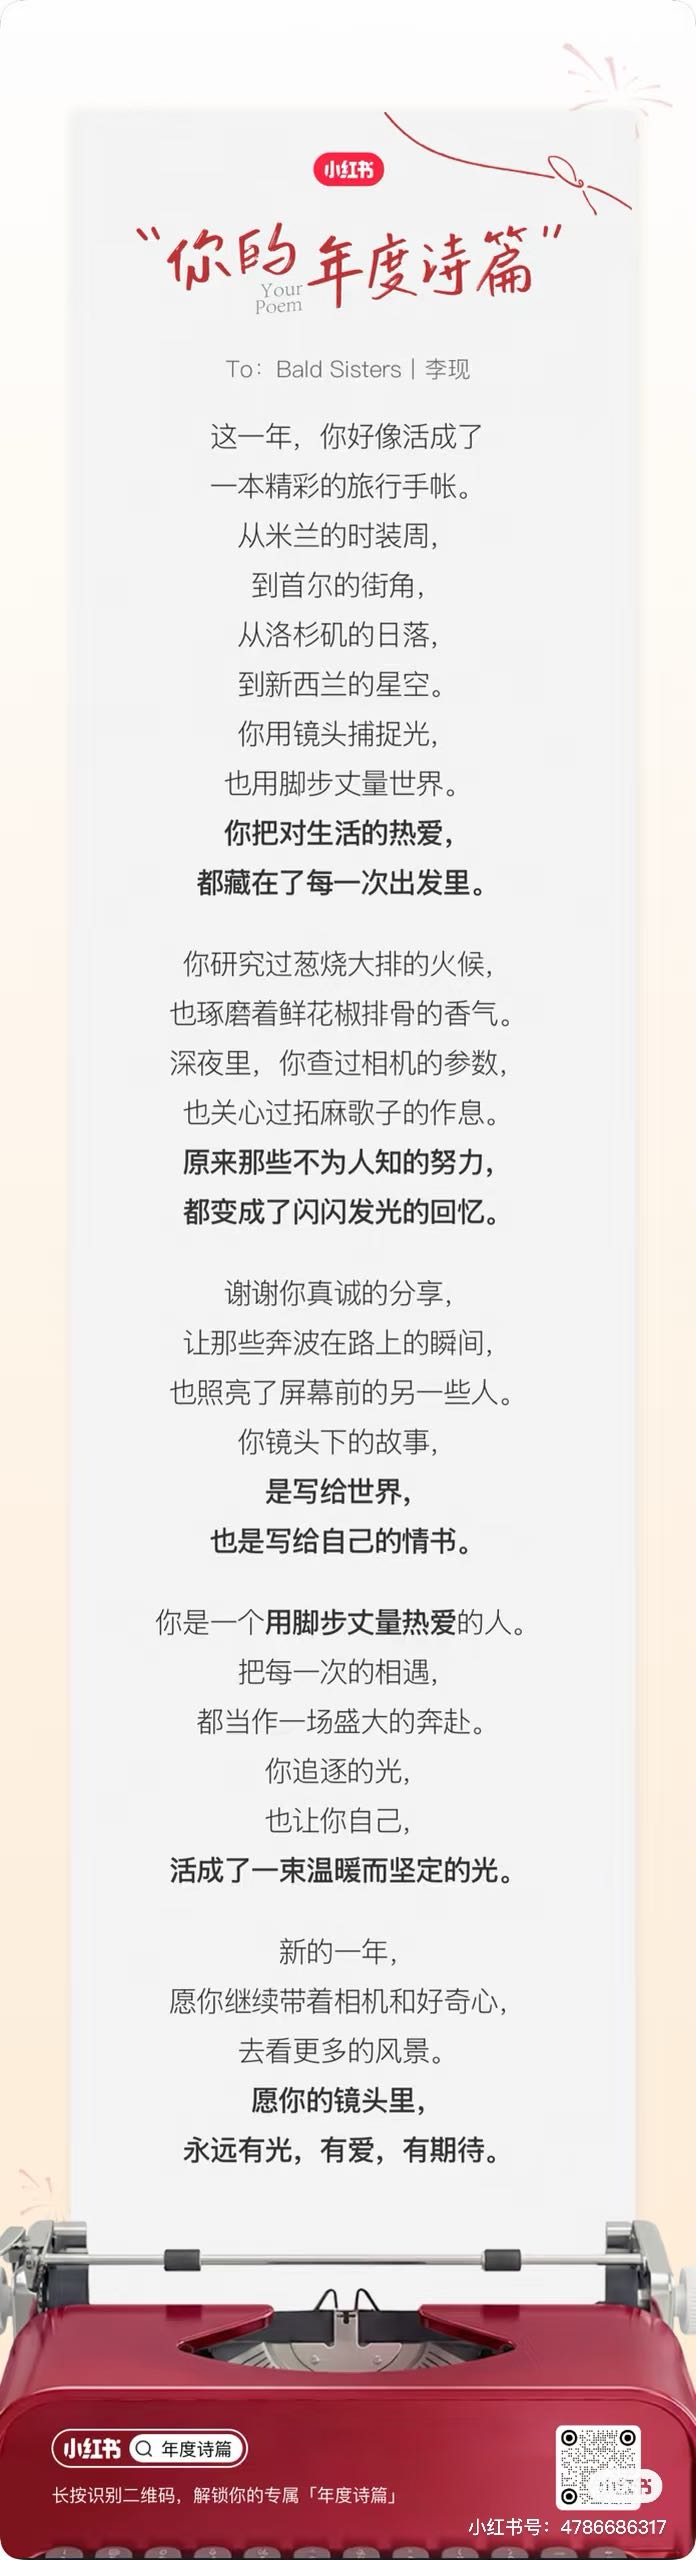 小红书
“你的年度诗篇”
Your
Poem
To：Bald Sisters｜李现
这一年，你好像活成了
一本精彩的旅行手帐。
从米兰的时装周，
到首尔的街角，
从洛杉矶的日落，
到新西兰的星空。
你用镜头捕捉光，
也用脚步丈量世界。
你把对生活的热爱，
都藏在了每一次出发里。
你研究过葱烧大排的火候，
也琢磨着鲜花椒排骨的香气。
深夜里，你查过相机的参数，
也关心过拓麻歌子的作息。
原来那些不为人知的努力，
都变成了闪闪发光的回忆。
谢谢你真诚的分享，
让那些奔波在路上的瞬间，
也照亮了屏幕前的另一些人。
你镜头下的故事，
是写给世界，
也是写给自己的情书。
你是一个用脚步丈量热爱的人。
把每一次的相遇，
都当作一场盛大的奔赴。
你追逐的光，
也让你自己，
活成了一束温暖而坚定的光。
新的一年，
愿你继续带着相机和好奇心，
去看更多的风景。
愿你的镜头里，
永远有光，有爱，有期待。
小红书 年度诗篇
长按识别二维码，解锁你的专属「年度诗篇」
小红书
小红书号：4786686317